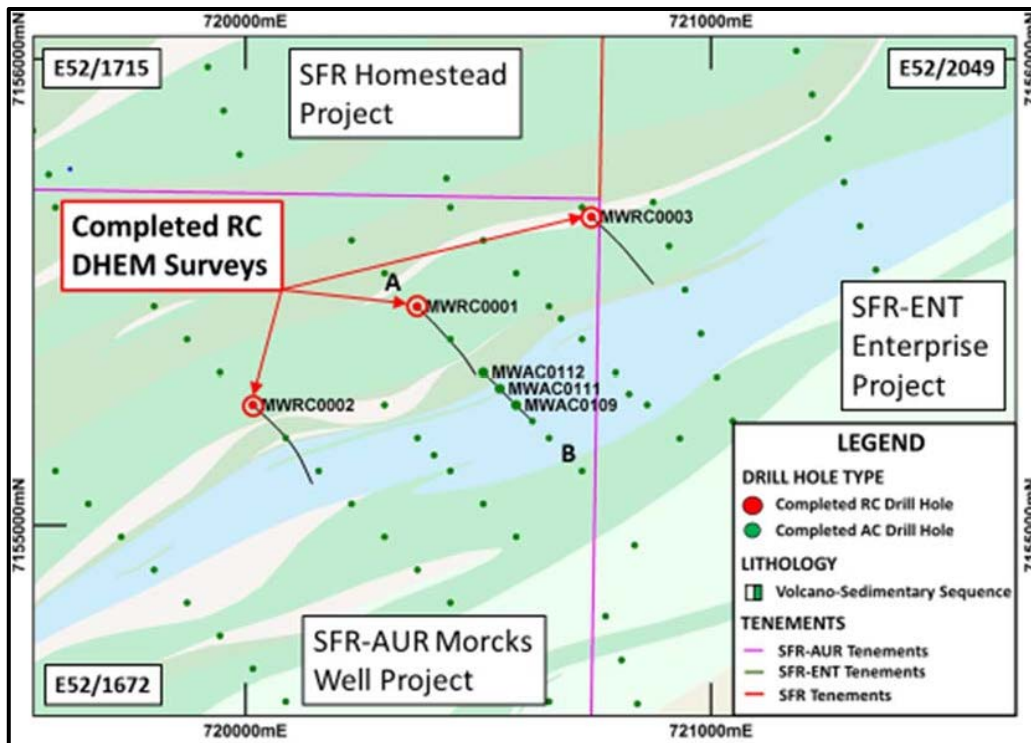 720000mE
721000mE
7156000mN
7156000mN
E52/1715
SFR Homestead
Project
E52/2049
Completed RC
DHEM Surveys
MWRC0003
A
MWRC0001
SFR-ENT
Enterprise
Project
MWAC0112
MWAC0111
MWAC0109
MWRC0002
B
LEGEND
DRILL HOLE TYPE
Completed RC Drill Hole
Completed AC Drill Hole
LITHOLOGY
Volcano-Sedimentary Sequence
TENEMENTS
SFR-AUR Tenements
SFR-ENT Tenements
SFR Tenements
7155000mN
7155000mN
SFR-AUR Morcks
Well Project
E52/1672
720000mE
721000mE